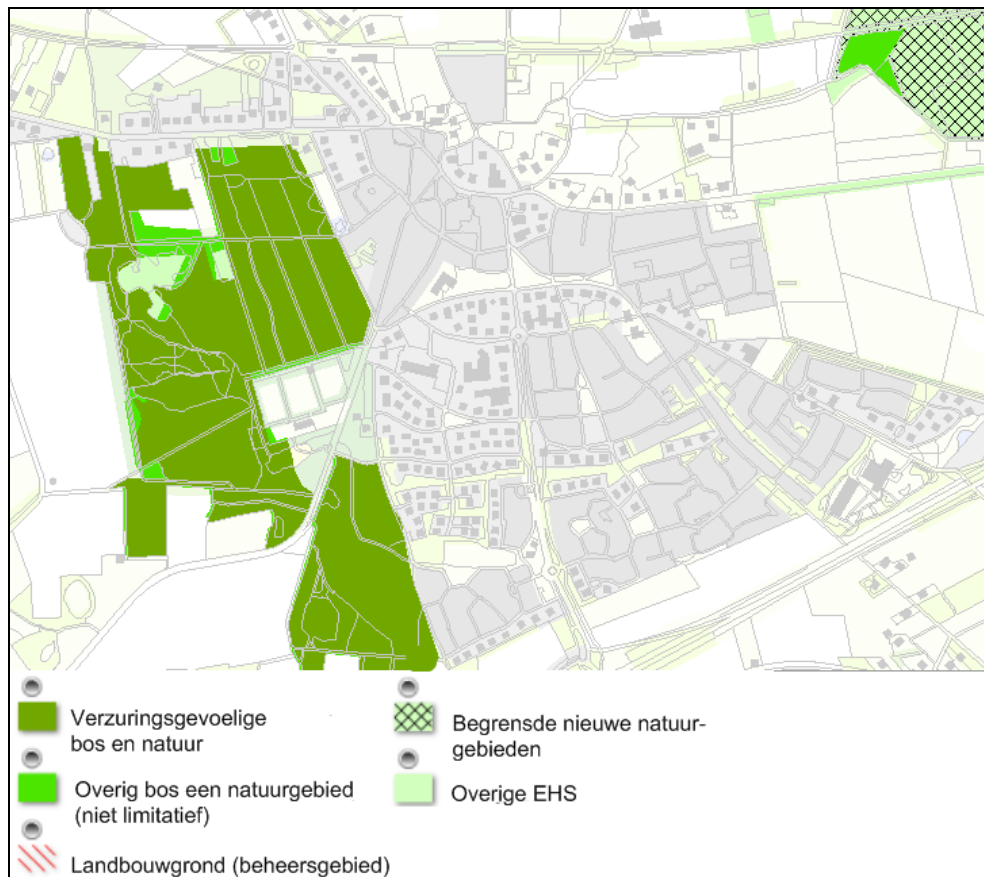 Verzuringsgevoelige
bos en natuur
Overig bos een natuurgebied
(niet limitatief)
Landbouwgrond (beheersgebied)
Begrensde nieuwe natuur-
gebieden
Overige EHS